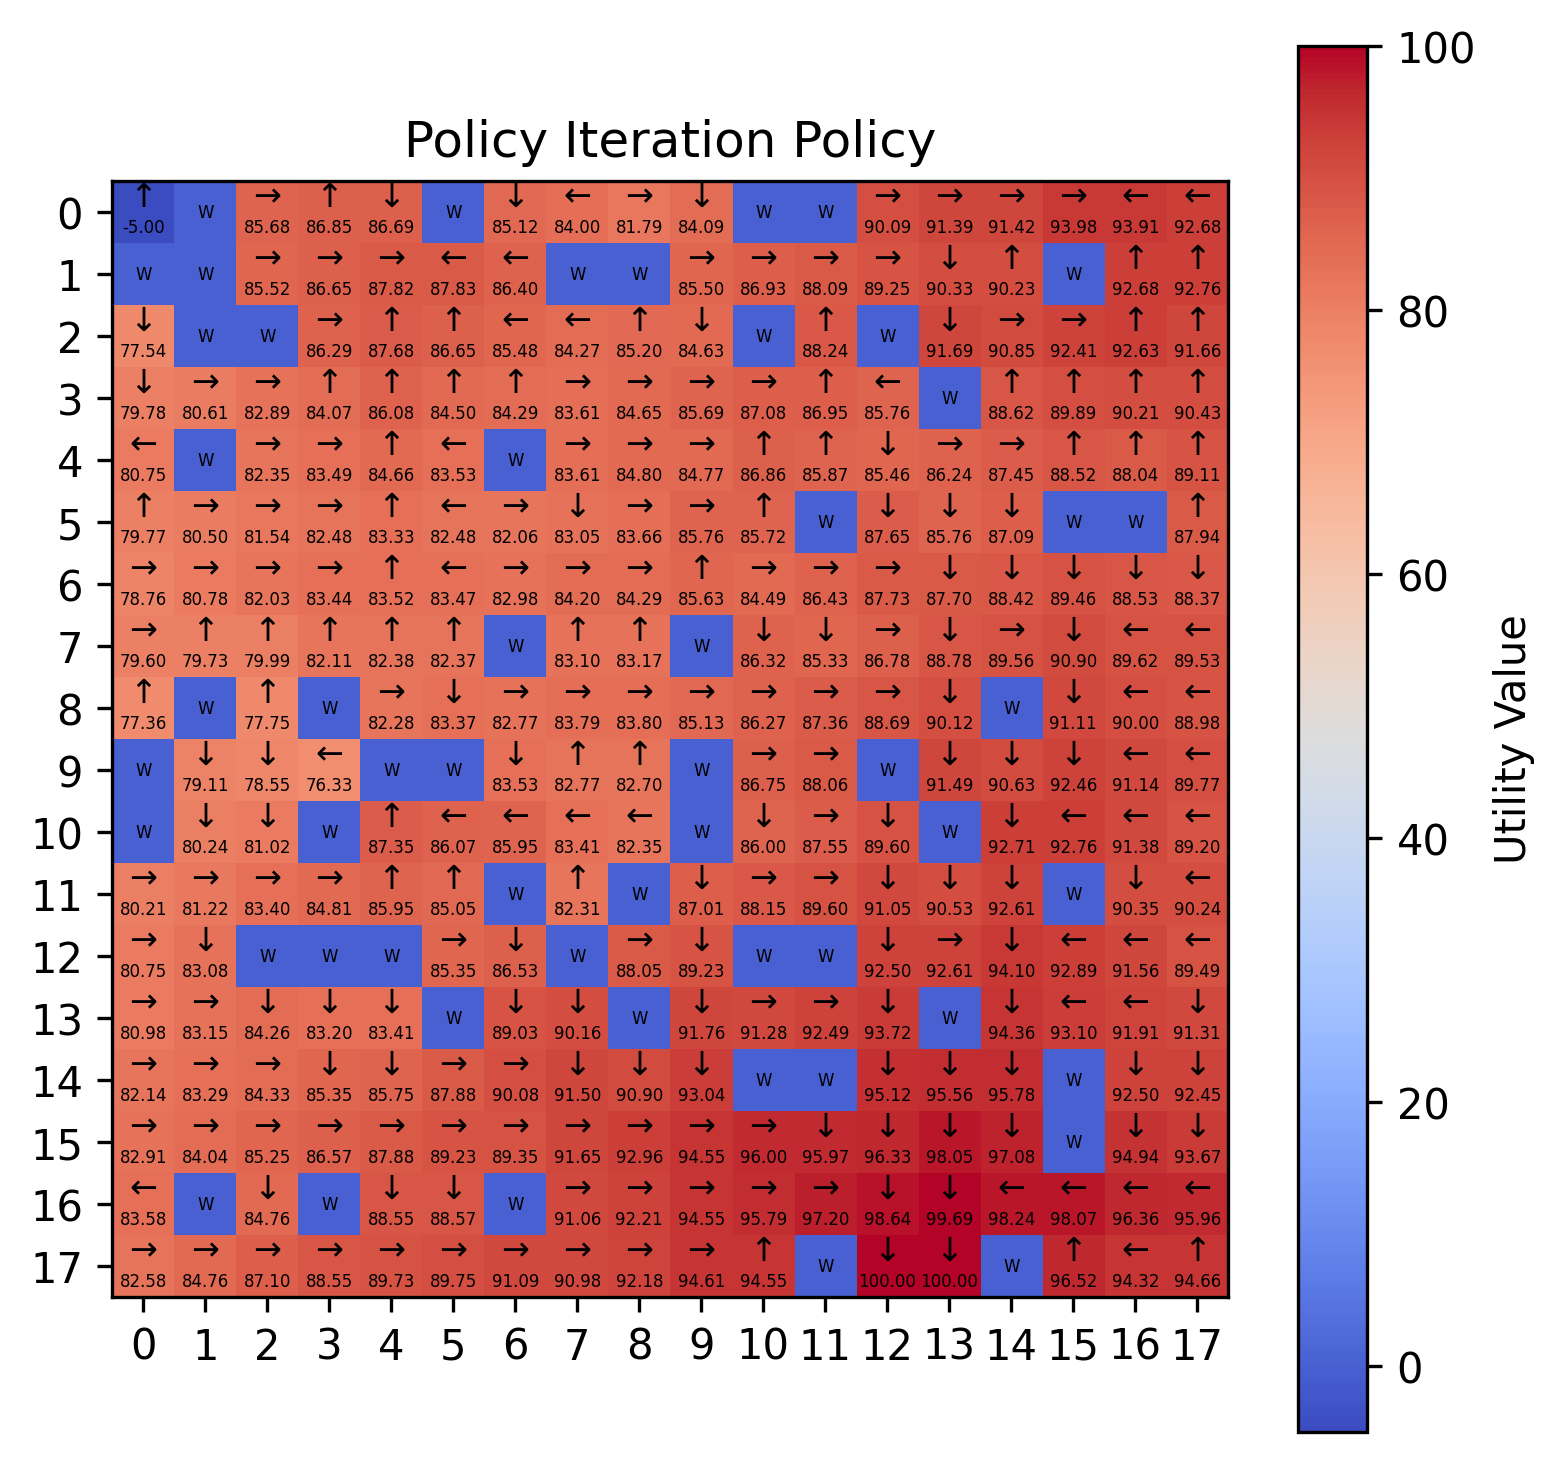 Policy Iteration Policy
0 ↑ W → ↑ ↓ W ↓ ← → ↓ W W → → → → ← ←
-5.00 85.68 86.85 86.69 85.12 84.00 81.79 84.09 90.09 91.39 91.42 93.98 93.91 92.68
1 W W → → → ← ← W W → → → → ↓ ↑ W ↑ ↑
85.52 86.65 87.82 87.83 86.40 85.50 86.93 88.09 89.25 90.33 90.23 92.68 92.76
2 ↓ W W → ↑ ↑ ← ← ↑ ↓ W ↑ W ↓ → → ↑ ↑
77.54 86.29 87.68 86.65 85.48 84.27 85.20 84.63 88.24 91.69 90.85 92.41 92.63 91.66
3 ↓ → → ↑ ↑ ↑ ↑ → → → → ↑ ← W ↑ ↑ ↑ ↑
79.78 80.61 82.89 84.07 86.08 84.50 84.29 83.61 84.65 85.69 87.08 86.95 85.76 88.62 89.89 90.21 90.43
4 ← W → → ↑ ← W → → → ↑ ↑ ↓ → → ↑ ↑ ↑
80.75 82.35 83.49 84.66 83.53 83.61 84.80 84.77 86.86 85.87 85.46 86.24 87.45 88.52 88.04 89.11
5 ↑ → → → ↑ ← → ↓ → → ↑ W ↓ ↓ ↓ W W ↑
79.77 80.50 81.54 82.48 83.33 82.48 82.06 83.05 83.66 85.76 85.72 87.65 85.76 87.09 87.94
6 → → → → ↑ ← → → → ↑ → → → ↓ ↓ ↓ ↓ ↓
78.76 80.78 82.03 83.44 83.52 83.47 82.98 84.20 84.29 85.63 84.49 86.43 87.73 87.70 88.42 89.46 88.53 88.37
7 → ↑ ↑ ↑ ↑ ↑ W ↑ ↑ W ↓ ↓ → ↓ → ↓ ← ←
79.60 79.73 79.99 82.11 82.38 82.37 83.10 83.17 86.32 85.33 86.78 88.78 89.56 90.90 89.62 89.53
8 ↑ W ↑ W → ↓ → → → → → → → ↓ W ↓ ← ←
77.36 77.75 82.28 83.37 82.77 83.79 83.80 85.13 86.27 87.36 88.69 90.12 91.11 90.00 88.98
9 W ↓ ↓ ← W W ↓ ↑ ↑ W → → W ↓ ↓ ↓ ← ←
79.11 78.55 76.33 83.53 82.77 82.70 86.75 88.06 91.49 90.63 92.46 91.14 89.77
10 W ↓ ↓ W ↑ ← ← ← ← W ↓ → ↓ W ↓ ← ← ←
80.24 81.02 87.35 86.07 85.95 83.41 82.35 86.00 87.55 89.60 92.71 92.76 91.38 89.20
11 → → → → ↑ ↑ W ↑ W ↓ → → ↓ ↓ ↓ W ↓ ←
80.21 81.22 83.40 84.81 85.95 85.05 82.31 87.01 88.15 89.60 91.05 90.53 92.61 90.35 90.24
12 → ↓ W W W → ↓ W → ↓ W W ↓ → ↓ ← ← ←
80.75 83.08 85.35 86.53 88.05 89.23 92.50 92.61 94.10 92.89 91.56 89.49
13 → → ↓ ↓ ↓ W ↓ ↓ W ↓ → → ↓ W ↓ ← ← ↓
80.98 83.15 84.26 83.20 83.41 89.03 90.16 91.76 91.28 92.49 93.72 94.36 93.10 91.91 91.31
14 → → → ↓ ↓ → → ↓ ↓ ↓ W W ↓ ↓ ↓ W ↓ ↓
82.14 83.29 84.33 85.35 85.75 87.88 90.08 91.50 90.90 93.04 95.12 95.56 95.78 92.50 92.45
15 → → → → → → → → → → → ↓ ↓ ↓ ↓ W ↓ ↓
82.91 84.04 85.25 86.57 87.88 89.23 89.35 91.65 92.96 94.55 96.00 95.97 96.33 98.05 97.08 94.94 93.67
16 ← W ↓ W ↓ ↓ W → → → → → ↓ ↓ ← ← ← ←
83.58 84.76 88.55 88.57 91.06 92.21 94.55 95.79 97.20 98.64 99.69 98.24 98.07 96.36 95.96
17 → → → → → → → → → → ↑ W ↓ ↓ W ↑ ← ↑
82.58 84.76 87.10 88.55 89.73 89.75 91.09 90.98 92.18 94.61 94.55 100.00 100.00 96.52 94.32 94.66
0 1 2 3 4 5 6 7 8 9 10 11 12 13 14 15 16 17
100
80
60
40
20
0
Utility Value